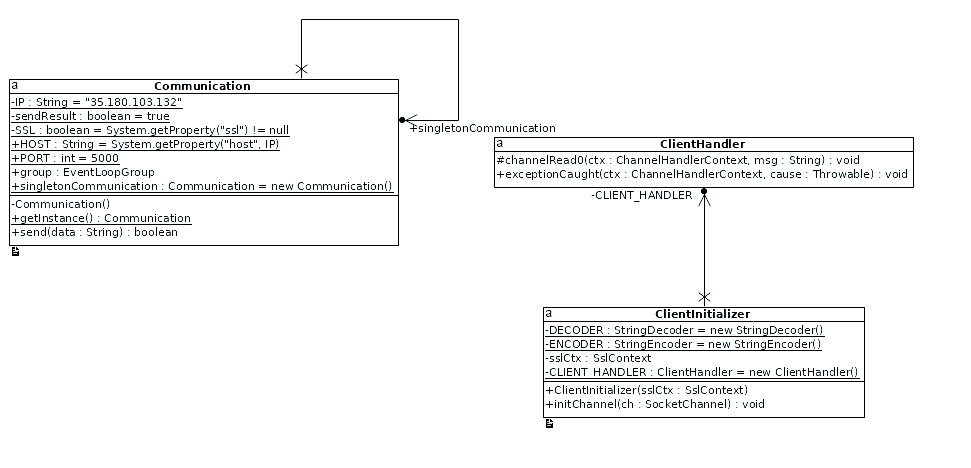 a Communication
-IP : String = "35.180.103.132"
-sendResult : boolean = true
-SSL : boolean = System.getProperty("ssl") != null
+HOST : String = System.getProperty("host", IP)
+PORT : int = 5000
+group : EventLoopGroup
+singletonCommunication : Communication = new Communication()
-Communication()
+getInstance() : Communication
+send(data : String) : boolean
+singletonCommunication
a ClientHandler
#channelRead0(ctx : ChannelHandlerContext, msg : String) : void
+exceptionCaught(ctx : ChannelHandlerContext, cause : Throwable) : void
-CLIENT_HANDLER
a ClientInitializer
-DECODER : StringDecoder = new StringDecoder()
-ENCODER : StringEncoder = new StringEncoder()
-sslCtx : SslContext
-CLIENT_HANDLER : ClientHandler = new ClientHandler()
+ClientInitializer(sslCtx : SslContext)
+initChannel(ch : SocketChannel) : void